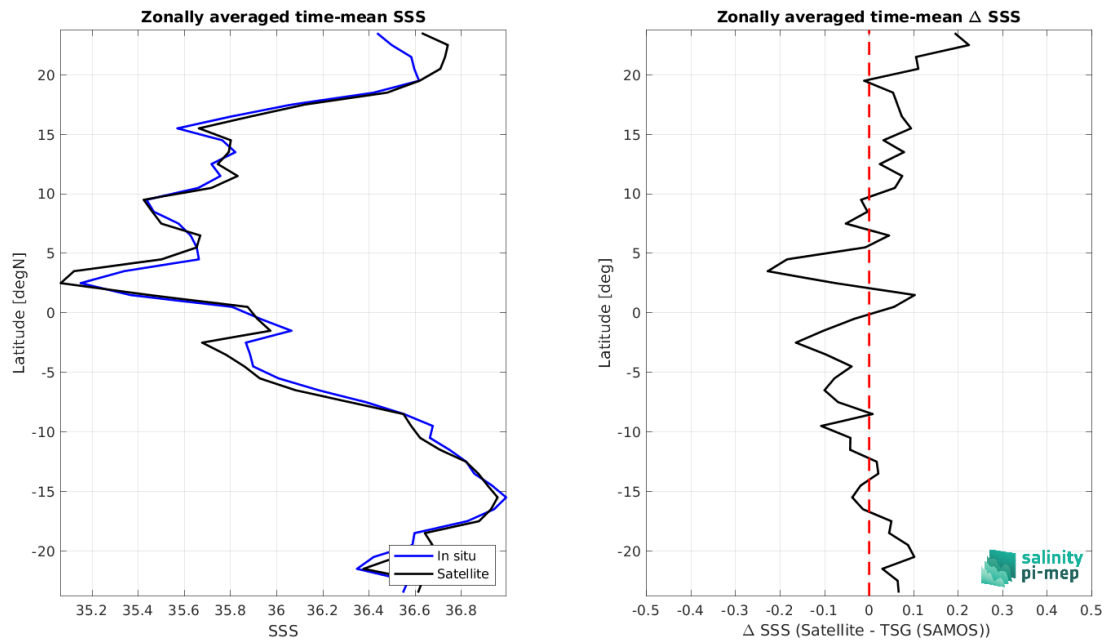 Zonally averaged time-mean SSS
20
15
10
5
0
-5
-10
-15
-20
Latitude [degN]
35.2 35.4 35.6 35.8 36 36.2 36.4 36.6 36.8
SSS
In situ
Satellite
Zonally averaged time-mean Δ SSS
20
15
10
5
0
-5
-10
-15
-20
Latitude [deg]
-0.5 -0.4 -0.3 -0.2 -0.1 0 0.1 0.2 0.3 0.4 0.5
Δ SSS (Satellite - TSG (SAMOS))
salinity
pi-mep